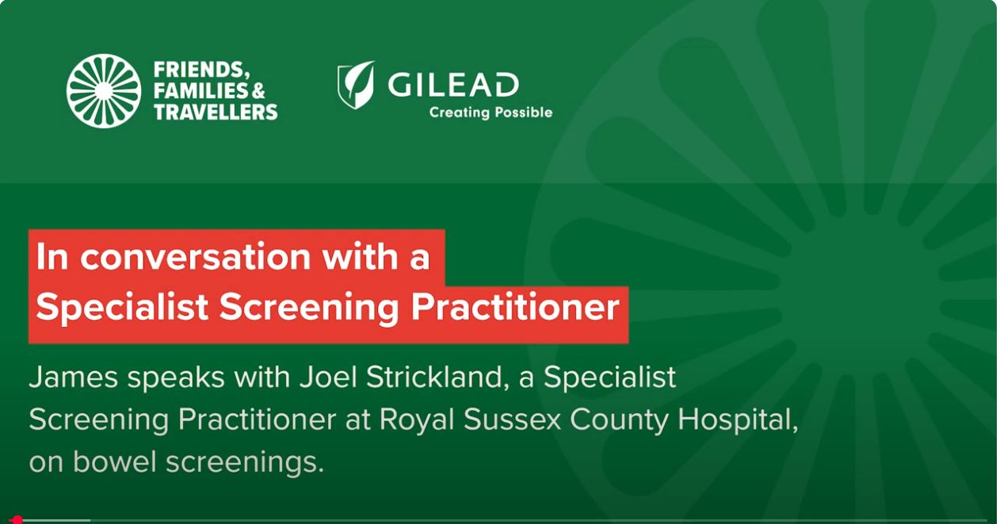 FRIENDS,
FAMILIES &
TRAVELLERS
GILEAD
Creating Possible
In conversation with a
Specialist Screening Practitioner
James speaks with Joel Strickland, a Specialist
Screening Practitioner at Royal Sussex County Hospital,
on bowel screenings.